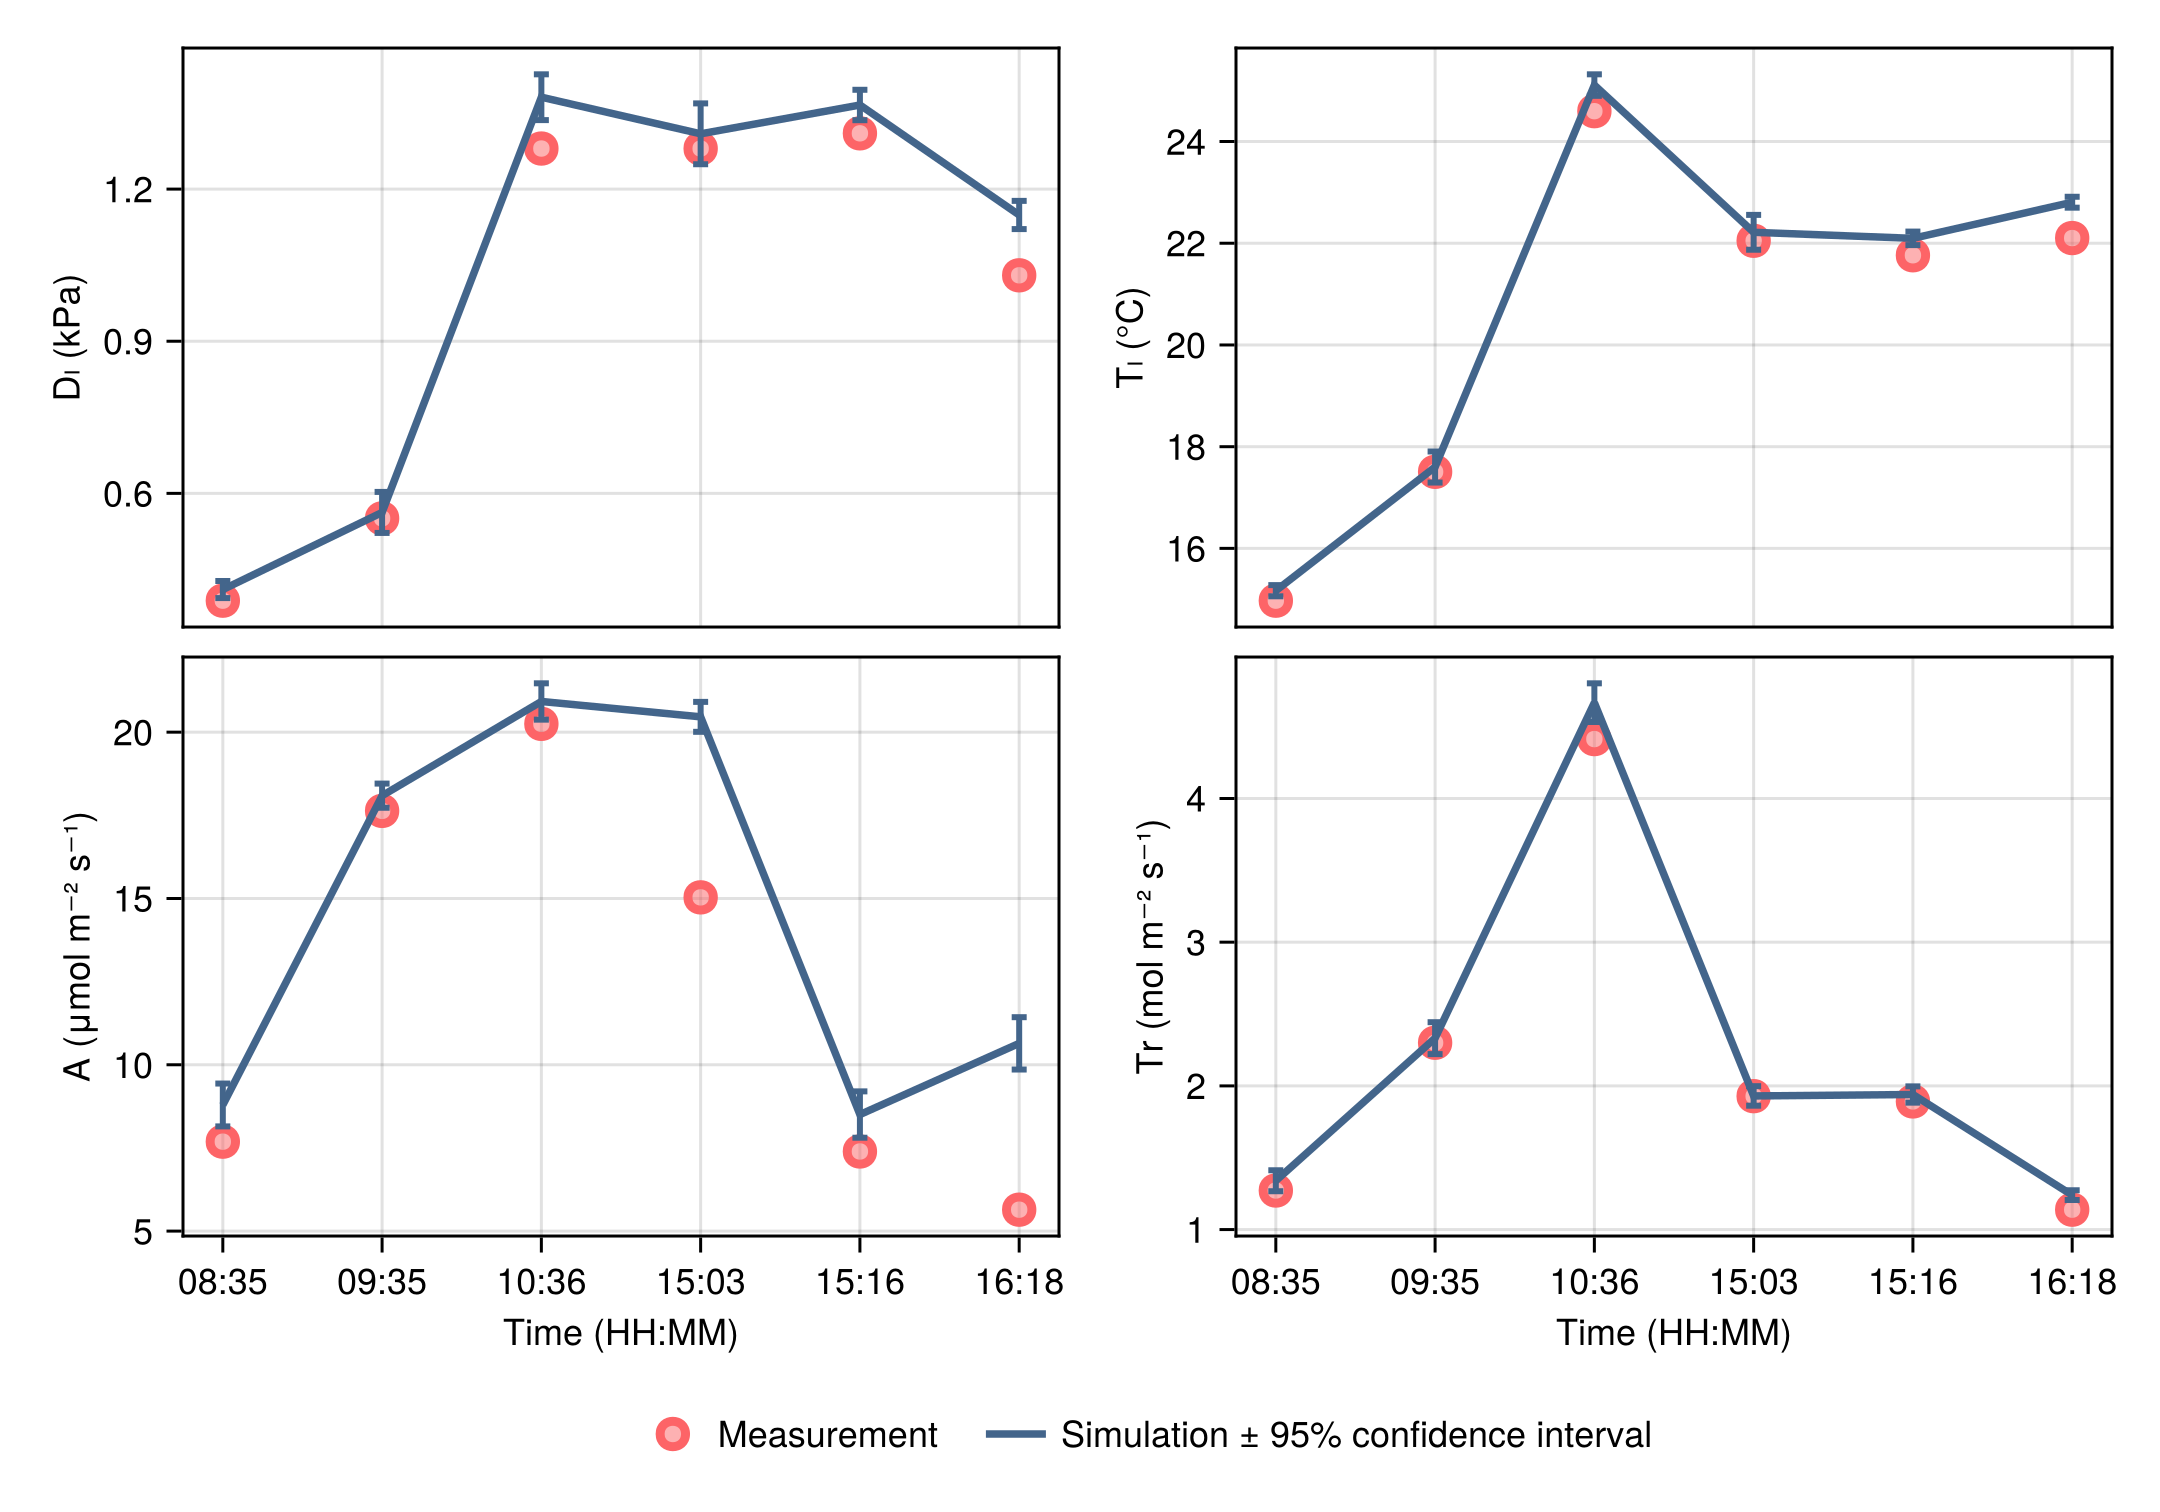 Dₗ (kPa)
1.2
0.9
0.6
Tₗ (°C)
24
22
20
18
16
A (μmol m⁻² s⁻¹)
20
15
10
5
08:35 09:35 10:36 15:03 15:16 16:18
Time (HH:MM)
Tr (mol m⁻² s⁻¹)
4
3
2
1
08:35 09:35 10:36 15:03 15:16 16:18
Time (HH:MM)
Measurement Simulation ± 95% confidence interval